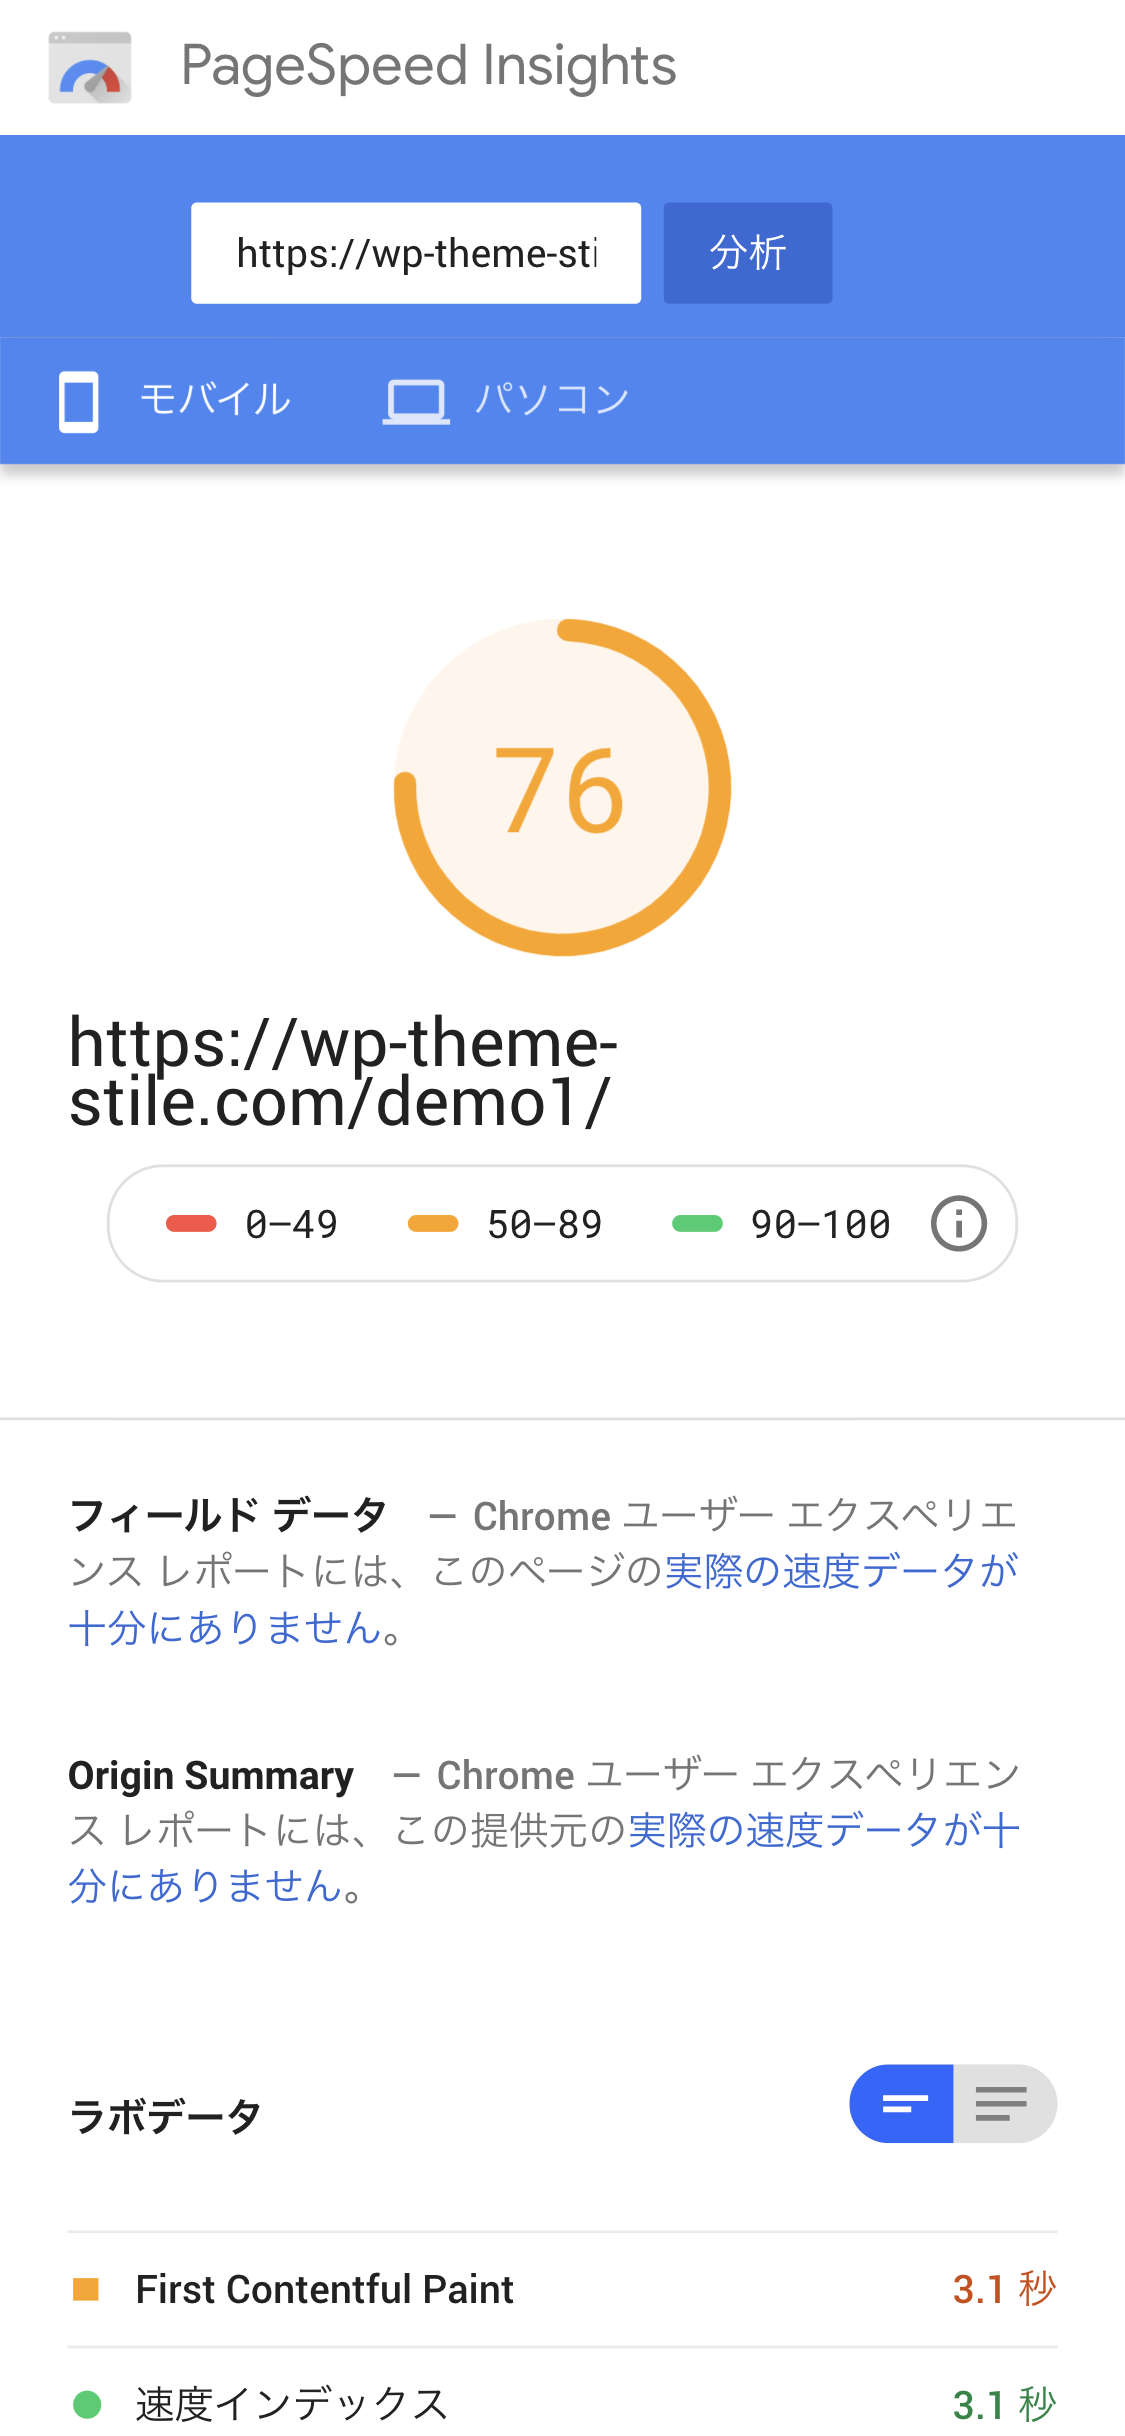 PageSpeed Insights
https://wp-theme-sti
分析
モバイル
パソコン
76
https://wp-theme-
stile.com/demo1/
0–49
50–89
90–100
フィールド データ — Chrome ユーザー エクスペリエ
ンス レポートには、このページの実際の速度データが
十分にありません。
Origin Summary — Chrome ユーザー エクスペリエン
ス レポートには、この提供元の実際の速度データが十
分にありません。
ラボデータ
First Contentful Paint 3.1 秒
速度インデックス 3.1 秒